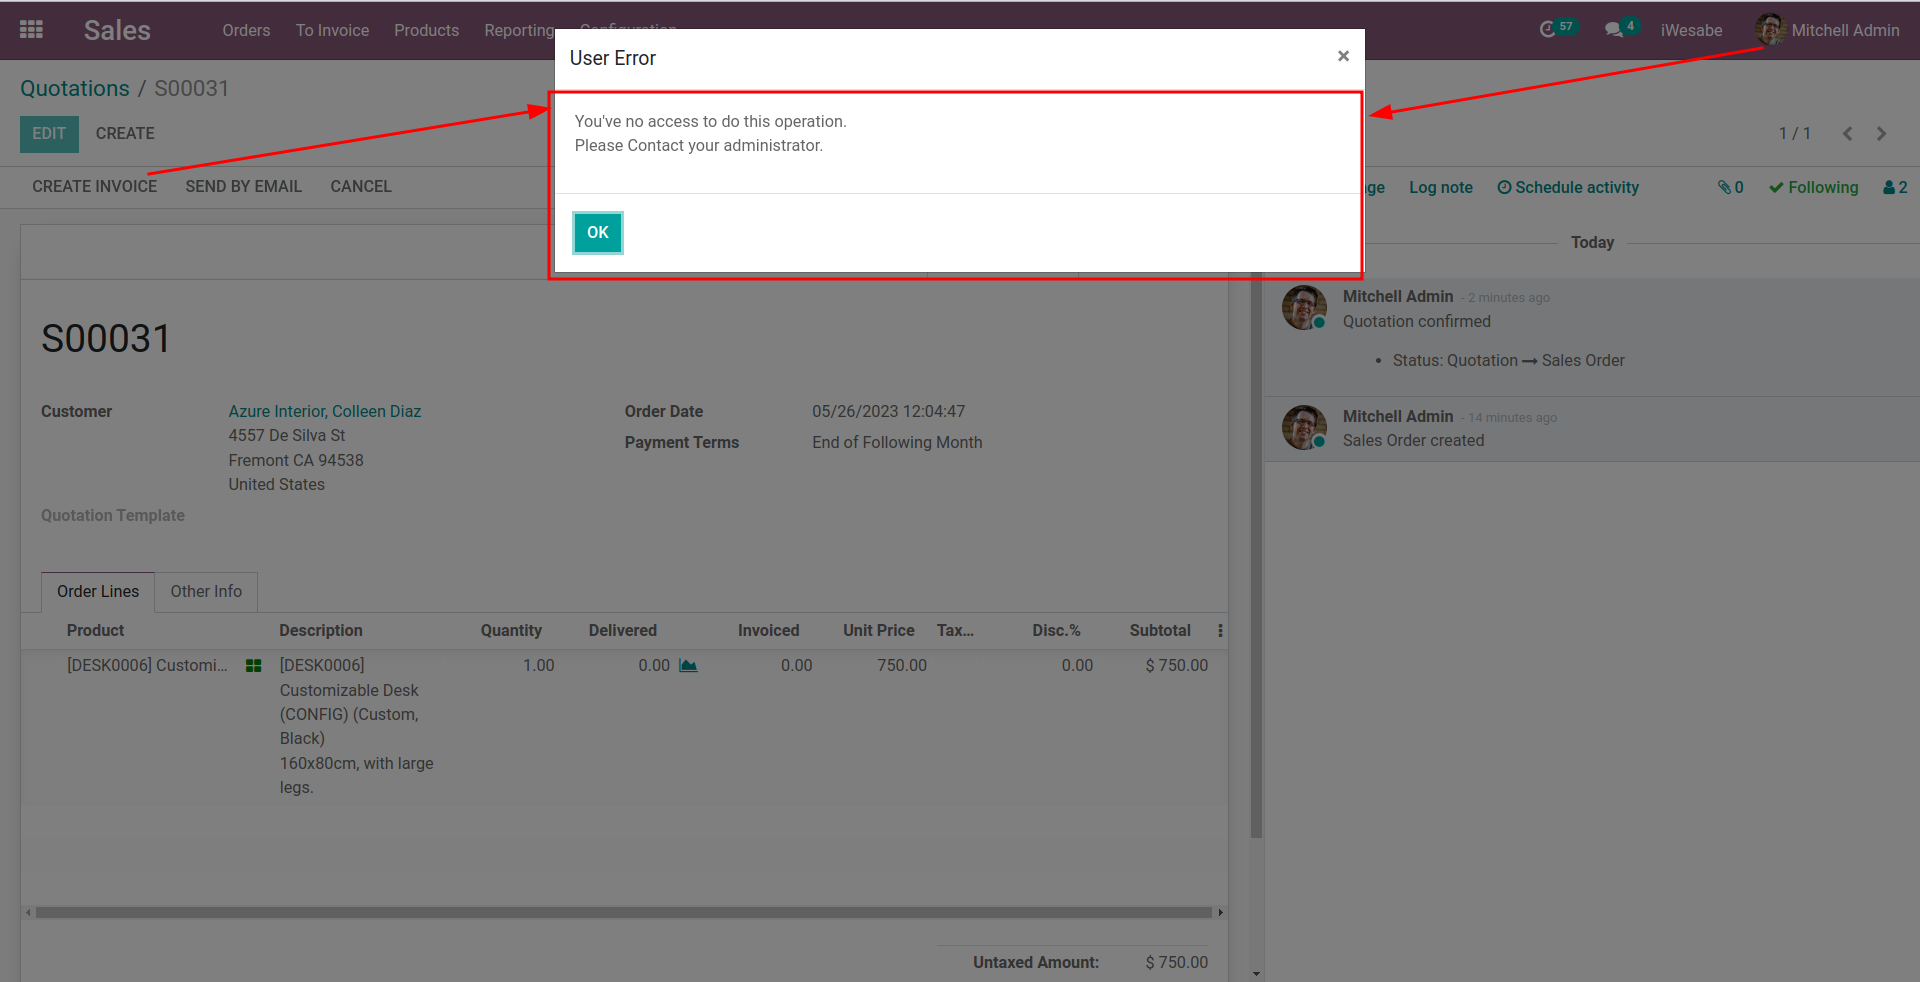 Sales Orders To Invoice Products Reporting Configuration 57 4 iWesabe Mitchell Admin
User Error ×
Quotations / S00031
You've no access to do this operation.
Please Contact your administrator.
EDIT CREATE
1 / 1
CREATE INVOICE SEND BY EMAIL CANCEL
ge Log note Schedule activity 0 Following 2
OK
Today
Mitchell Admin - 2 minutes ago
Quotation confirmed
• Status: Quotation → Sales Order
Mitchell Admin - 14 minutes ago
Sales Order created
S00031
Customer Azure Interior, Colleen Diaz
4557 De Silva St
Fremont CA 94538
United States
Order Date 05/26/2023 12:04:47
Payment Terms End of Following Month
Quotation Template
Order Lines Other Info
Product Description Quantity Delivered Invoiced Unit Price Tax... Disc.% Subtotal
[DESK0006] Customi... [DESK0006] 1.00 0.00 0.00 750.00 0.00 $ 750.00
Customizable Desk
(CONFIG) (Custom,
Black)
160x80cm, with large
legs.
Untaxed Amount: $ 750.00